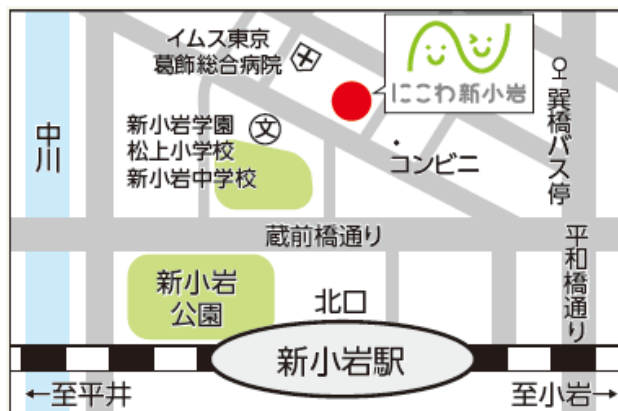 イムス東京
葛飾総合病院
にこわ新小岩
新小岩学園
松上小学校
新小岩中学校
文
コンビニ
巽橋バス停
中川
蔵前橋通り
平和橋通り
新小岩
公園
北口
新小岩駅
←至平井
至小岩→